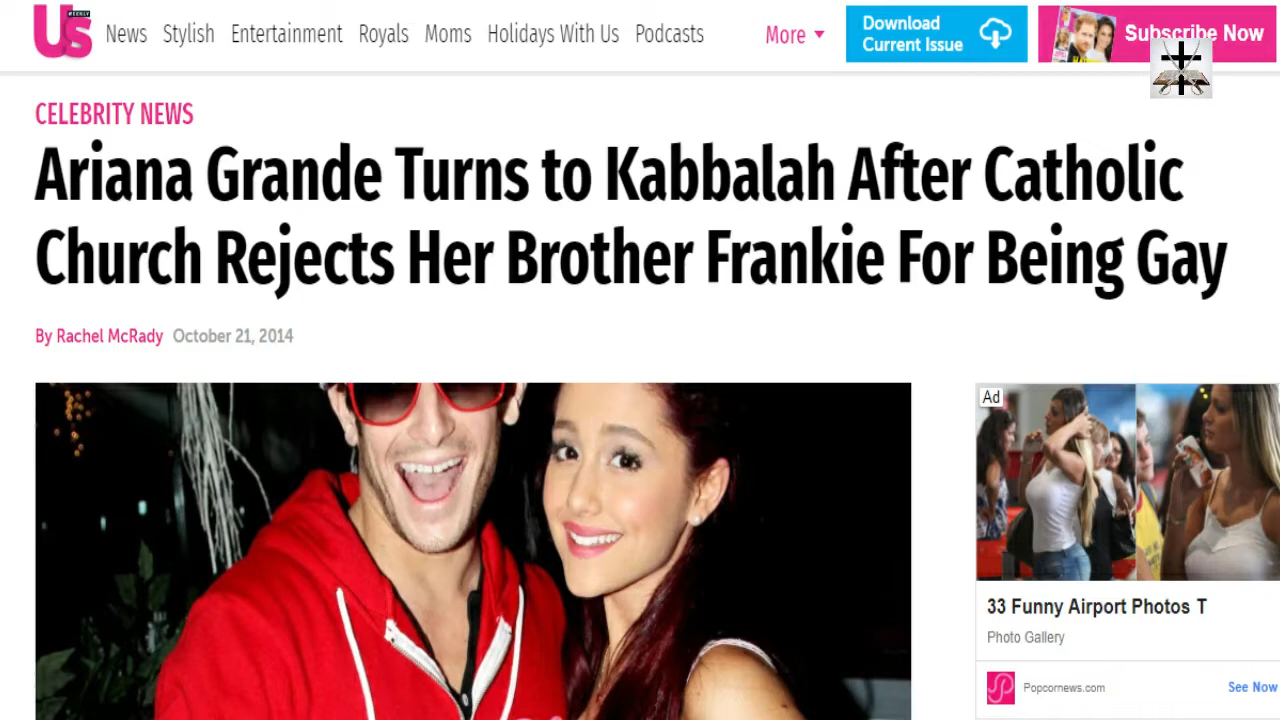 Us
WEEKLY
News Stylish Entertainment Royals Moms Holidays With Us Podcasts
More
Download
Current Issue
Subscribe Now
CELEBRITY NEWS
Ariana Grande Turns to Kabbalah After Catholic
Church Rejects Her Brother Frankie For Being Gay
By Rachel McRady October 21, 2014
Ad
33 Funny Airport Photos T
Photo Gallery
Popcornews.com
See Now